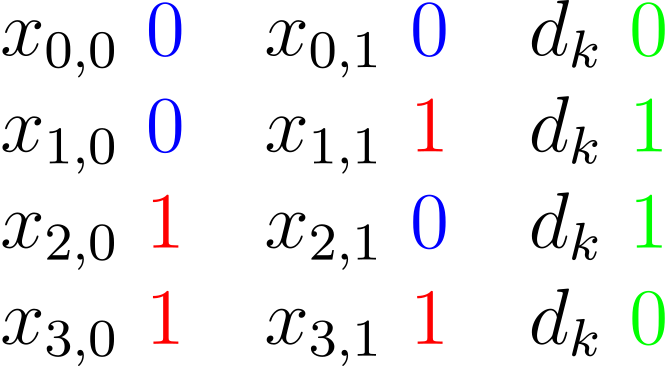 x_{0,0} 0 x_{0,1} 0 d_k 0
x_{1,0} 0 x_{1,1} 1 d_k 1
x_{2,0} 1 x_{2,1} 0 d_k 1
x_{3,0} 1 x_{3,1} 1 d_k 0